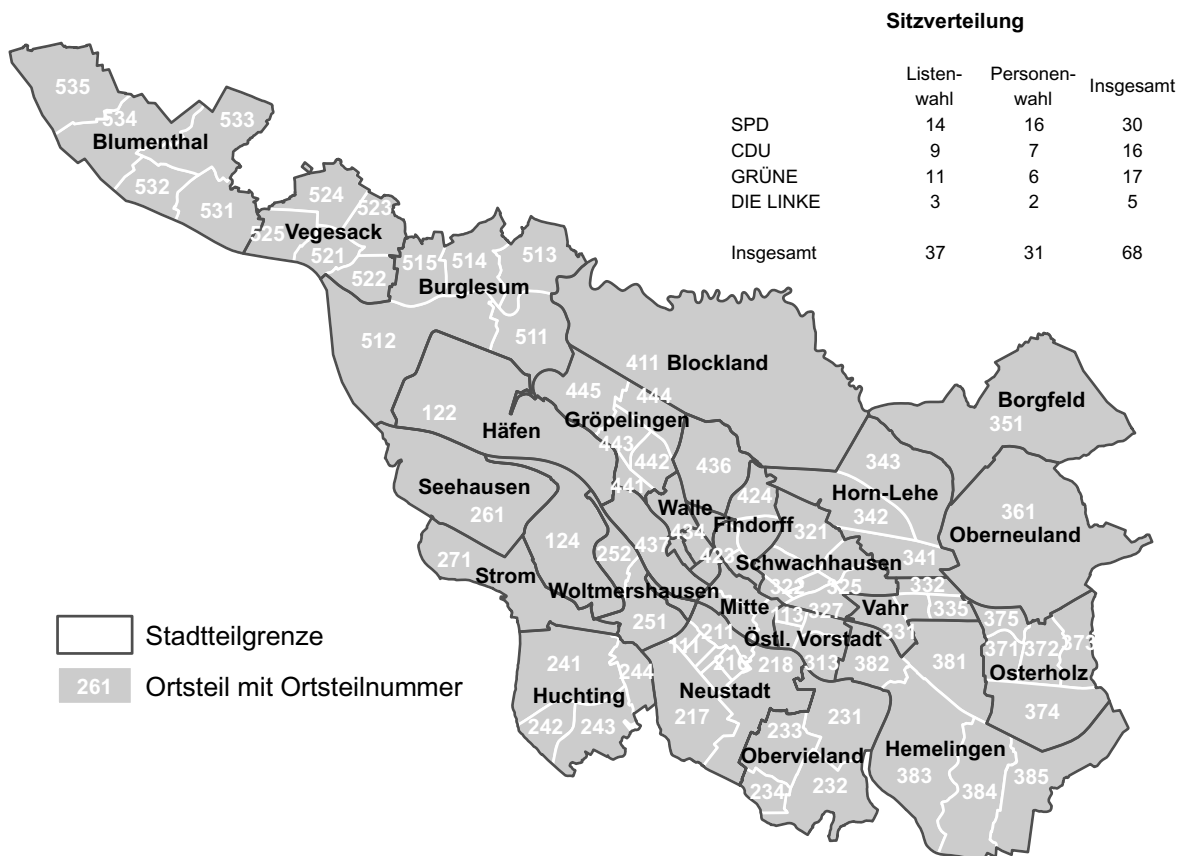 Sitzverteilung
Listen- Personen- Insgesamt
wahl wahl
SPD 14 16 30
CDU 9 7 16
GRÜNE 11 6 17
DIE LINKE 3 2 5
Insgesamt 37 31 68
535
534 533
Blumenthal
532
531
524
523
525 Vegesack
521
522
515 514 513
Burglesum
512 511
411 Blockland
445 444
Borgfeld
351
122 Gröpelingen
Häfen
443
442 436
343
441
Seehausen
261
424
Horn-Lehe
342
Walle
Findorff
361
Oberneuland
434 321
124 252 437 423
341
271
Strom
Schwachhausen
Woltmershausen
322 325 332
Mitte
Vahr 335
251
113 327
331
375
211
111
Östl. Vorstadt
371 372 373
Stadtteilgrenze
241 244
216 218 313 382 381
Osterholz
261 Ortsteil mit Ortsteilnummer
Huchting
Neustadt
374
242 243
217
233 231
Obervieland
Hemelingen
234 232
383 384 385